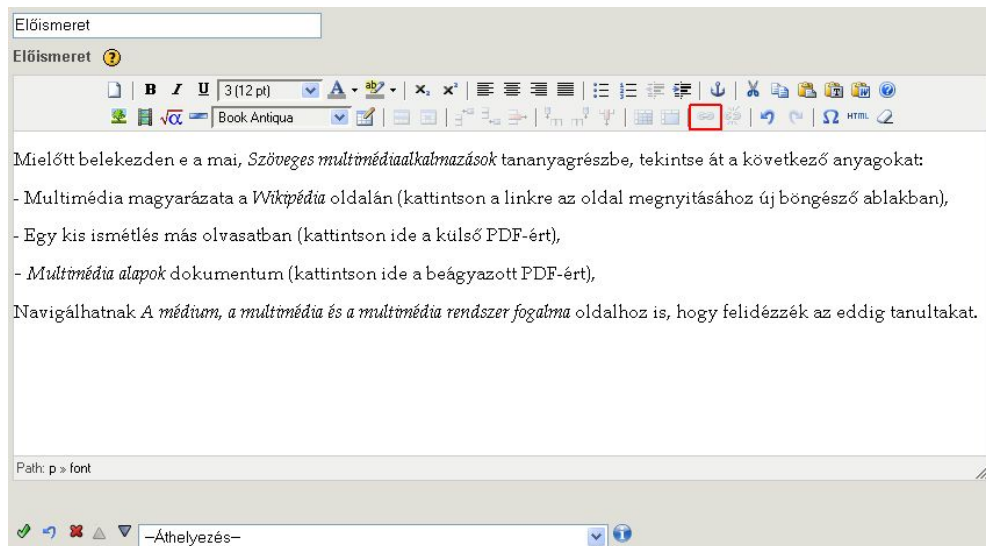 Előismeret
Előismeret
B I U 3 (12 pt) A ab x₂ x²
√α Book Antiqua Ω HTML
Mielőtt belekezden e a mai, Szöveges multimédiaalkalmazások tananyagrészbe, tekintse át a következő anyagokat:
- Multimédia magyarázata a Wikipédia oldalán (kattintson a linkre az oldal megnyitásához új böngésző ablakban),
- Egy kis ismétlés más olvasatban (kattintson ide a külső PDF-ért),
- Multimédia alapok dokumentum (kattintson ide a beágyazott PDF-ért),
Navigálhatnak A médium, a multimédia és a multimédia rendszer fogalma oldalhoz is, hogy felidézzék az eddig tanultakat.
Path: p » font
–Áthelyezés–